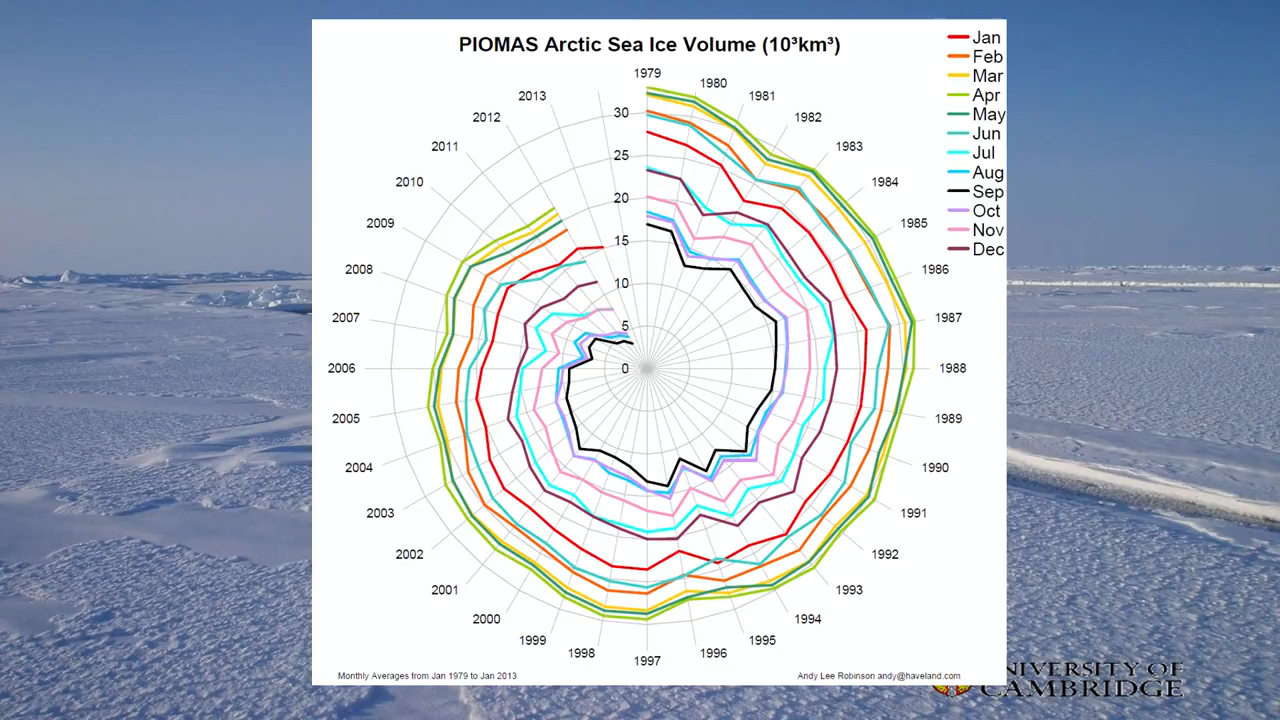 PIOMAS Arctic Sea Ice Volume (10³km³)
Jan
Feb
Mar
Apr
May
Jun
Jul
Aug
Sep
Oct
Nov
Dec
1979
1980
1981
1982
1983
1984
1985
1986
1987
1988
1989
1990
1991
1992
1993
1994
1995
1996
1997
1998
1999
2000
2001
2002
2003
2004
2005
2006
2007
2008
2009
2010
2011
2012
2013
30
25
20
15
10
5
0
Monthly Averages from Jan 1979 to Jan 2013
Andy Lee Robinson andy@haveland.com
NIVERSITY OF
CAMBRIDGE